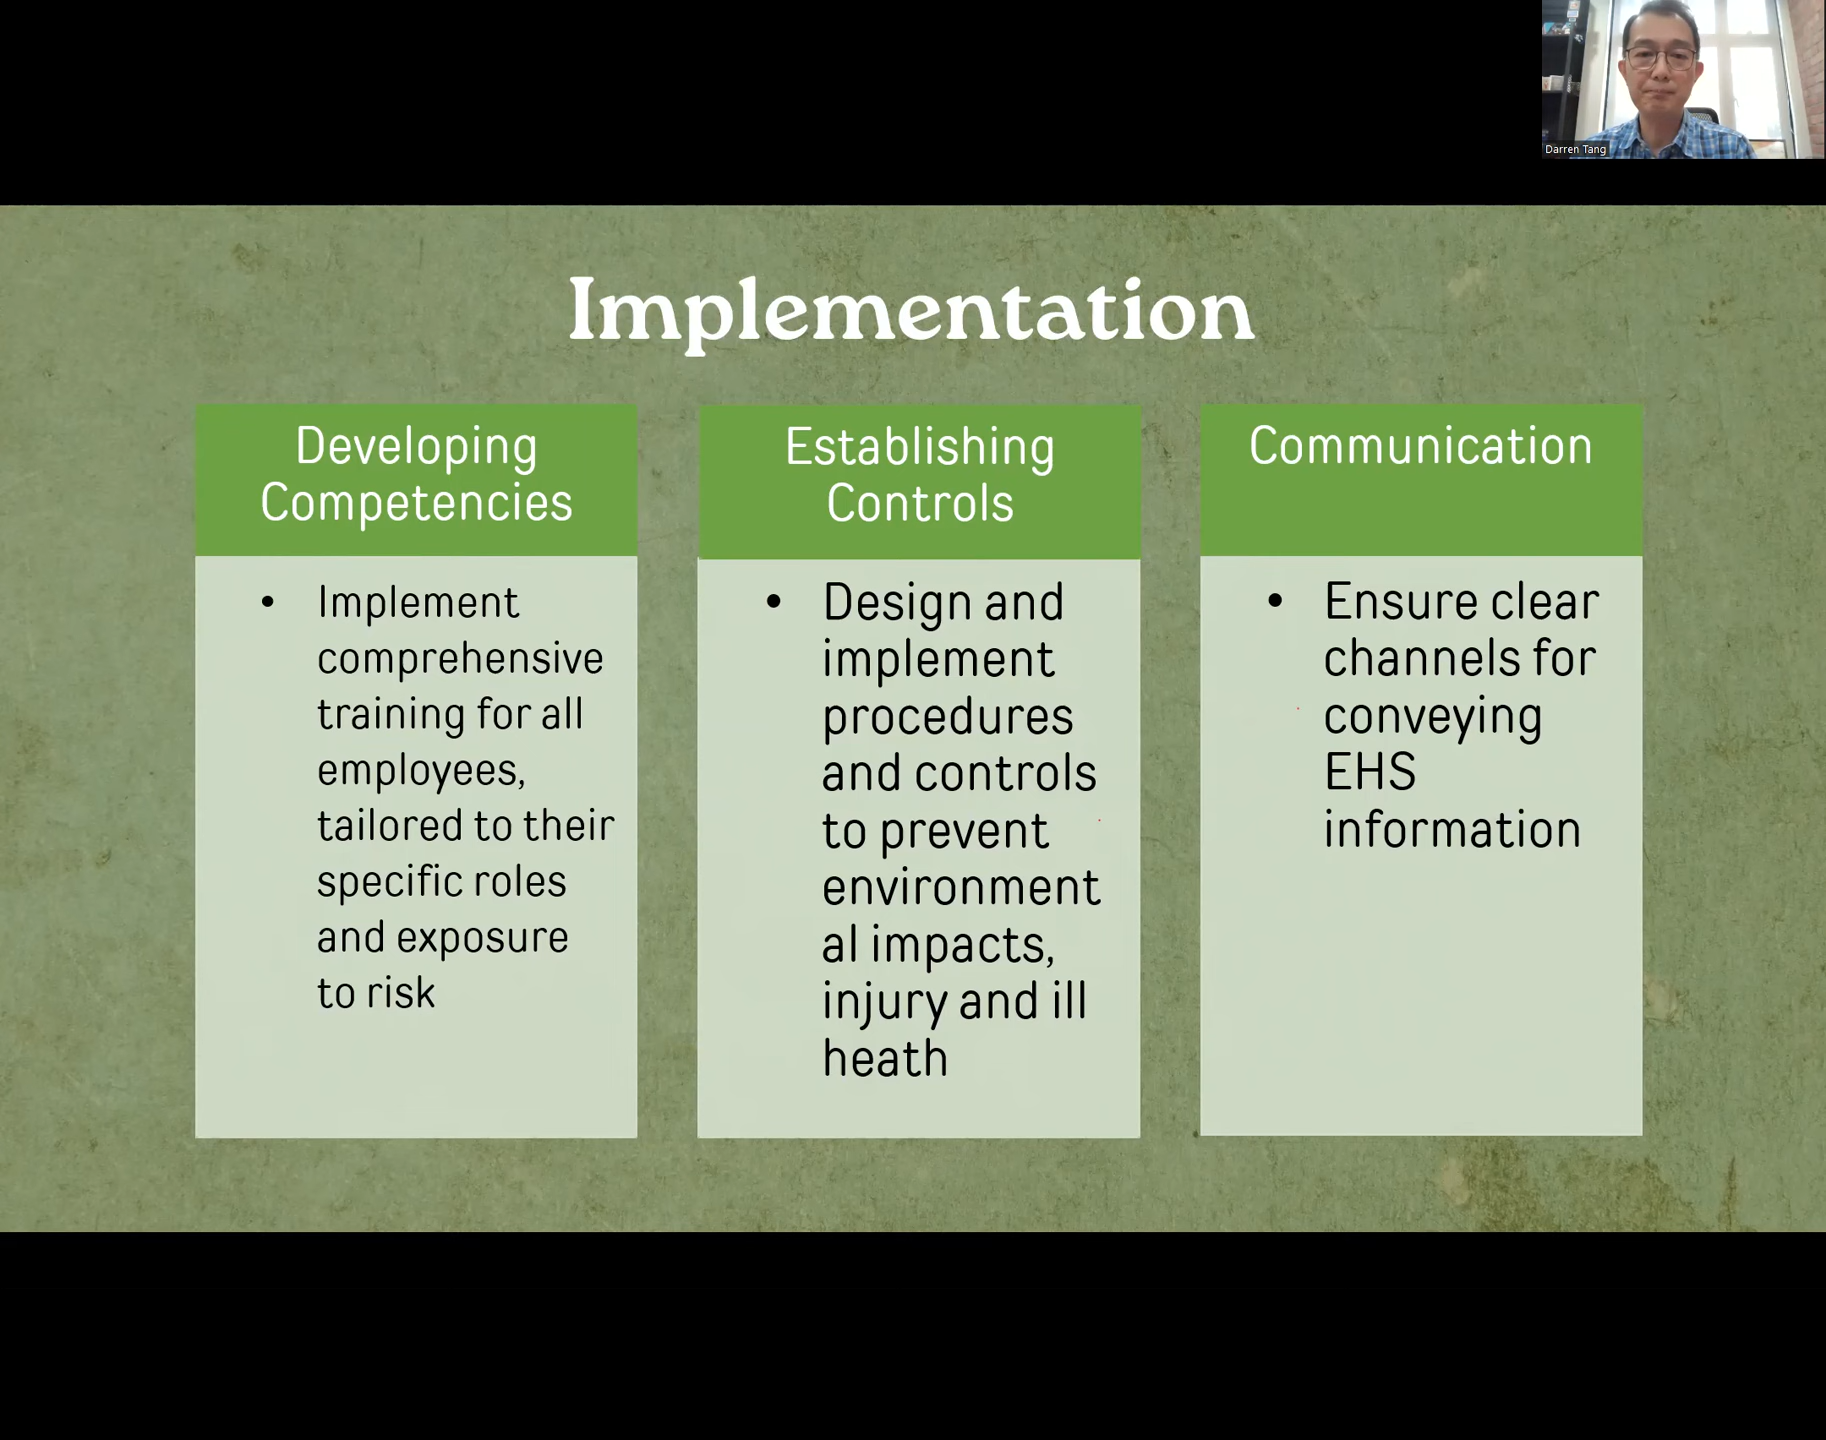 Darren Tang
Implementation
Developing
Competencies
• Implement
comprehensive
training for all
employees,
tailored to their
specific roles
and exposure
to risk
Establishing
Controls
• Design and
implement
procedures
and controls
to prevent
environment
al impacts,
injury and ill
heath
Communication
• Ensure clear
channels for
conveying
EHS
information